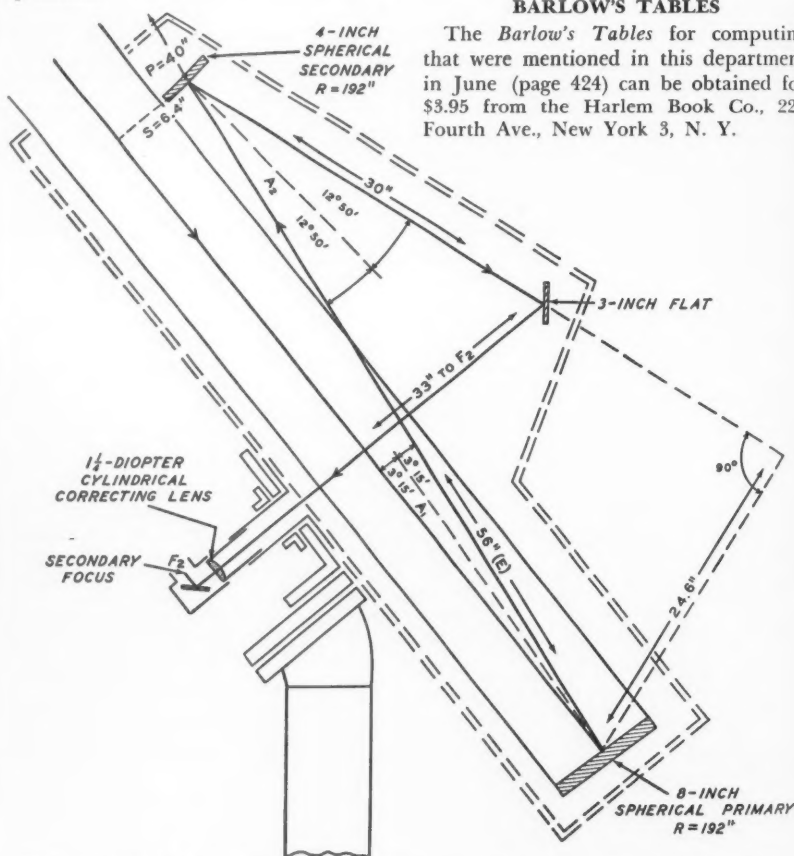 BARLOW'S TABLES
The Barlow's Tables for computin
that were mentioned in this departmen
in June (page 424) can be obtained fo
$3.95 from the Harlem Book Co., 22
Fourth Ave., New York 3, N. Y.
4-INCH
SPHERICAL
SECONDARY
R = 192"
P=40"
S=6.4"
A₂
12° 50'
12° 50'
30"
3-INCH FLAT
33" TO F₂
90°
3° 15'
3° 15' A₁
56" (E)
24.6"
1½-DIOPTER
CYLINDRICAL
CORRECTING LENS
SECONDARY
FOCUS
F₂
8-INCH
SPHERICAL PRIMARY
R = 192"